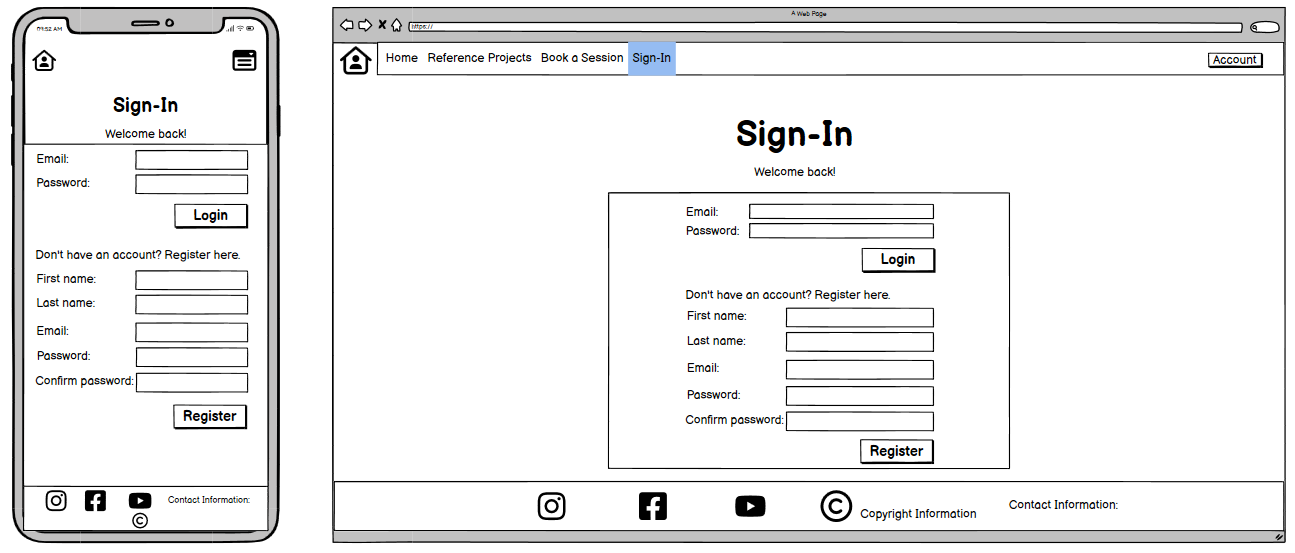 09:52 AM
Sign-In
Welcome back!
Email:
Password:
Login
Don't have an account? Register here.
First name:
Last name:
Email:
Password:
Confirm password:
Register
Contact Information:
A Web Page
https://
Home Reference Projects Book a Session Sign-In Account
Sign-In
Welcome back!
Email:
Password:
Login
Don't have an account? Register here.
First name:
Last name:
Email:
Password:
Confirm password:
Register
Copyright Information
Contact Information: